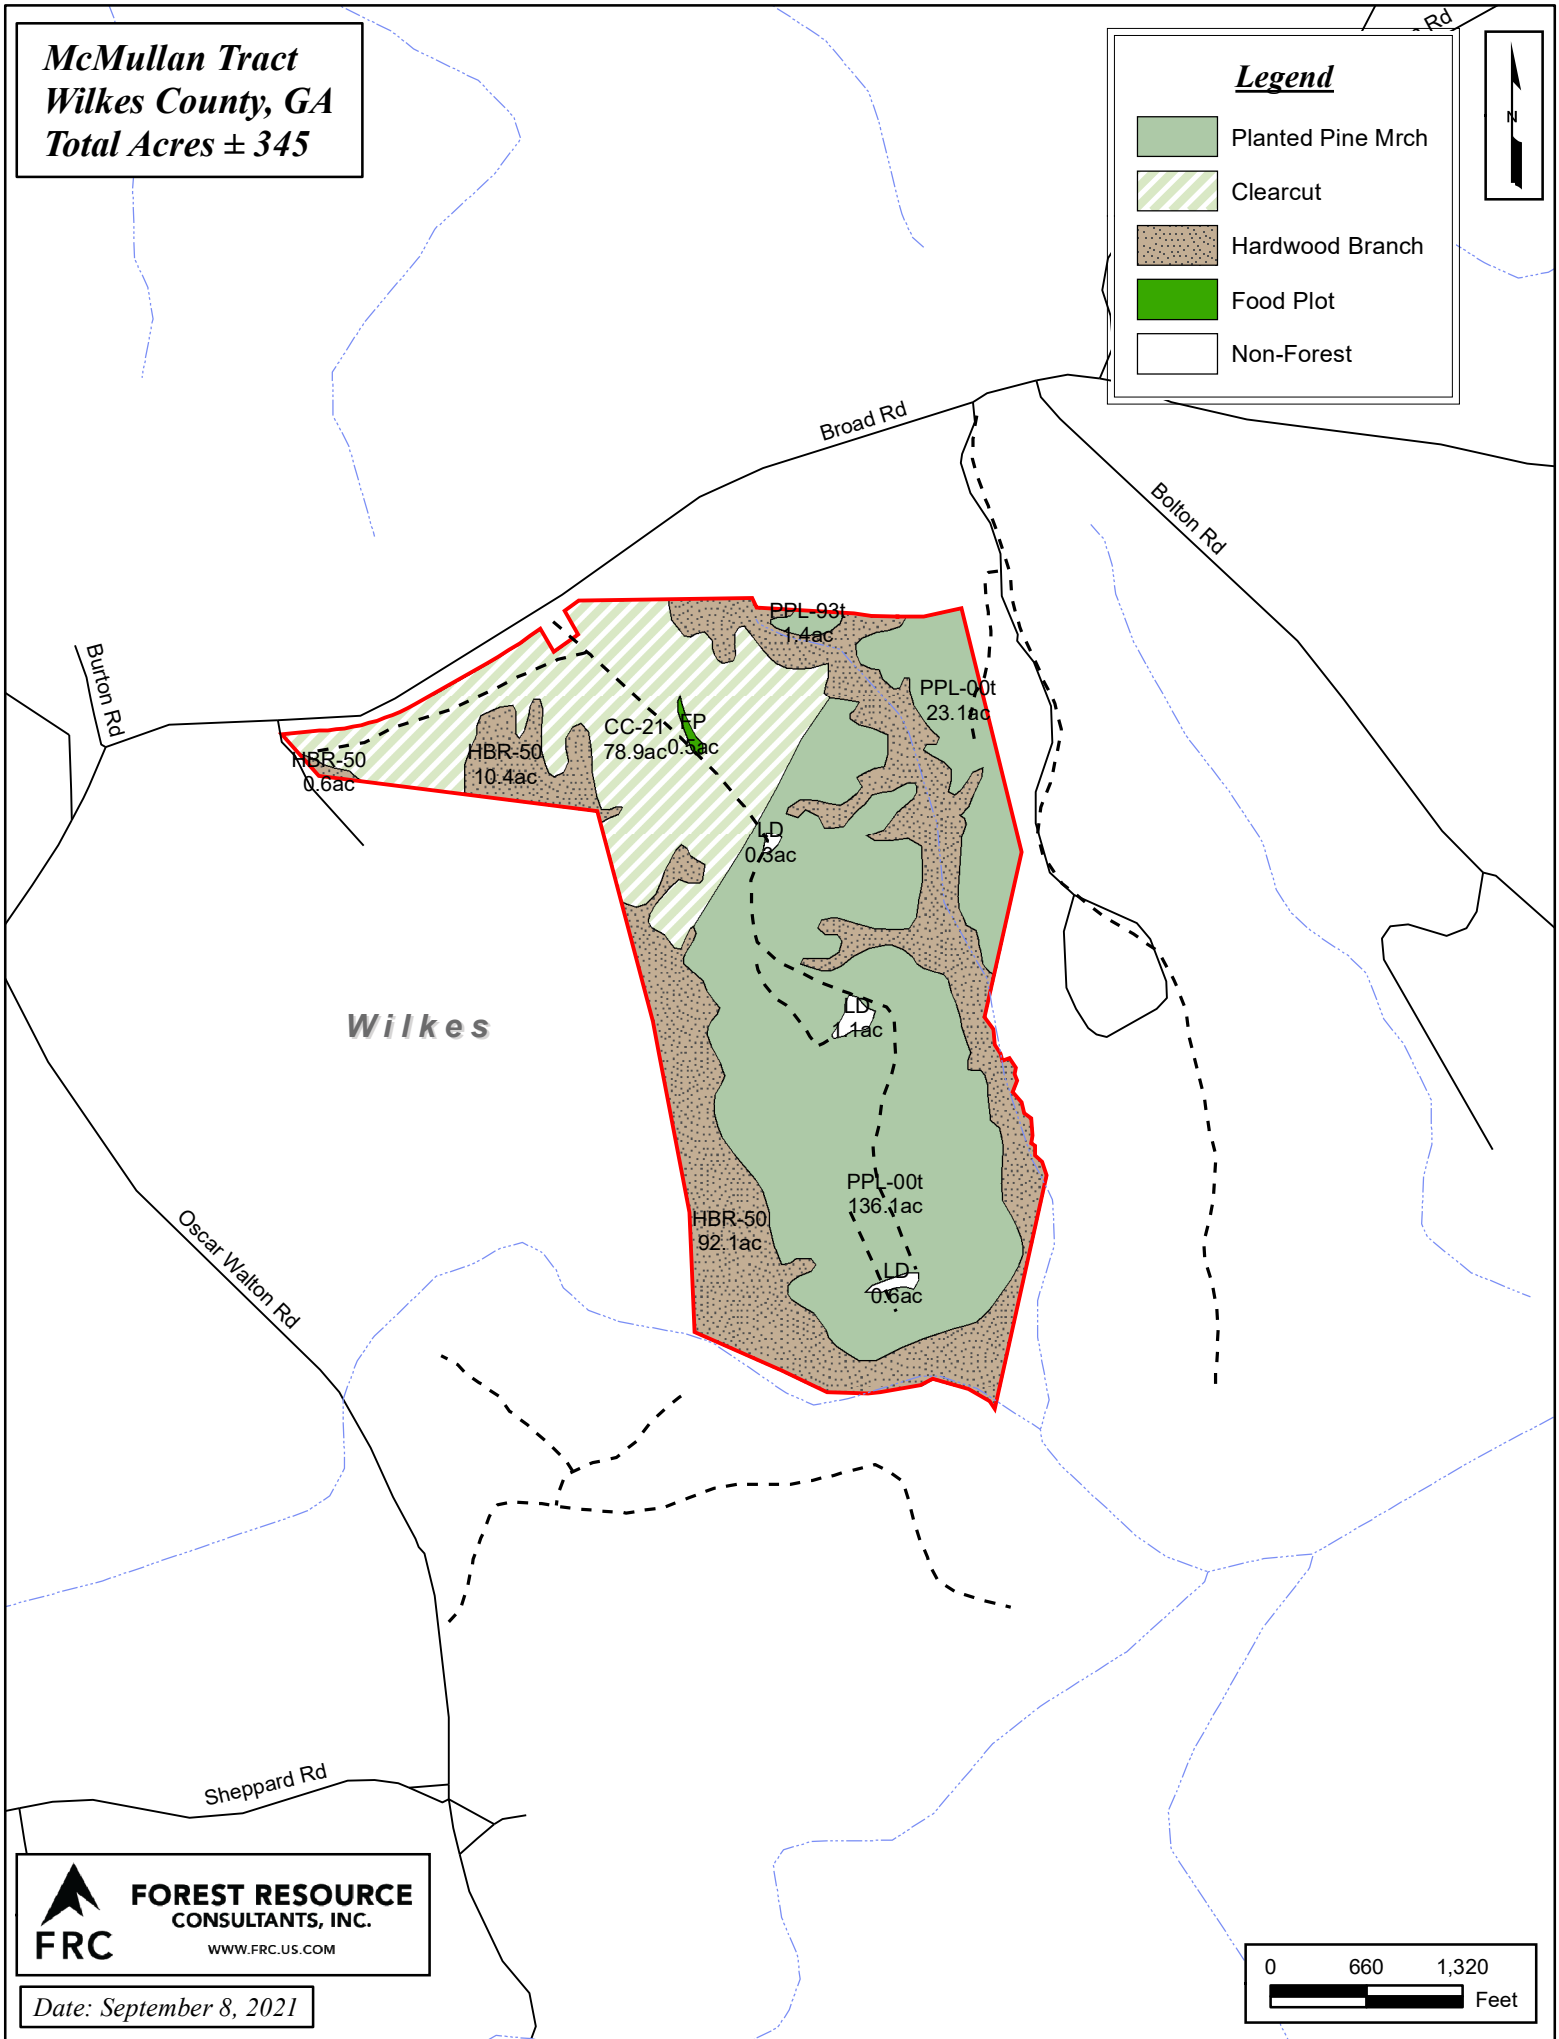 McMullan Tract
Wilkes County, GA
Total Acres ± 345
Rd
Legend
Planted Pine Mrch
Clearcut
Hardwood Branch
Food Plot
Non-Forest
N
Broad Rd
Bolton Rd
Burton Rd
PPL-93t
1.4ac
PPL-00t
23.1ac
CC-21
78.9ac
FP
0.5ac
HBR-50
10.4ac
HBR-50
0.6ac
LD
0.3ac
Wilkes
LD
1.1ac
PPL-00t
136.1ac
HBR-50
92.1ac
LD
0.6ac
Oscar Walton Rd
Sheppard Rd
FRC
FOREST RESOURCE
CONSULTANTS, INC.
WWW.FRC.US.COM
Date: September 8, 2021
0 660 1,320
Feet